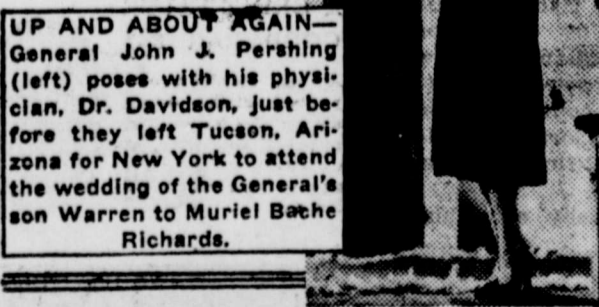 UP AND ABOUT AGAIN—
General John J. Pershing
(left) poses with his physi-
cian, Dr. Davidson, just be-
fore they left Tucson, Ari-
zona for New York to attend
the wedding of the General's
son Warren to Muriel Bache
Richards.